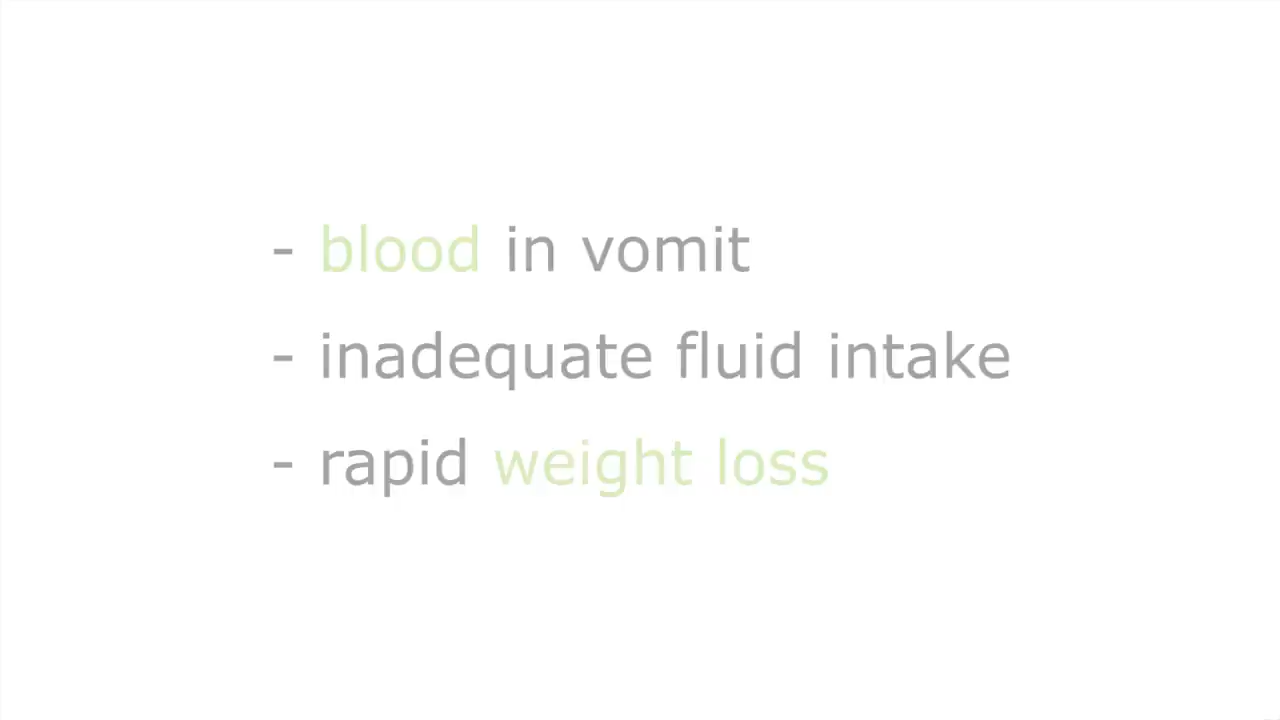 - blood in vomit
- inadequate fluid intake
- rapid weight loss